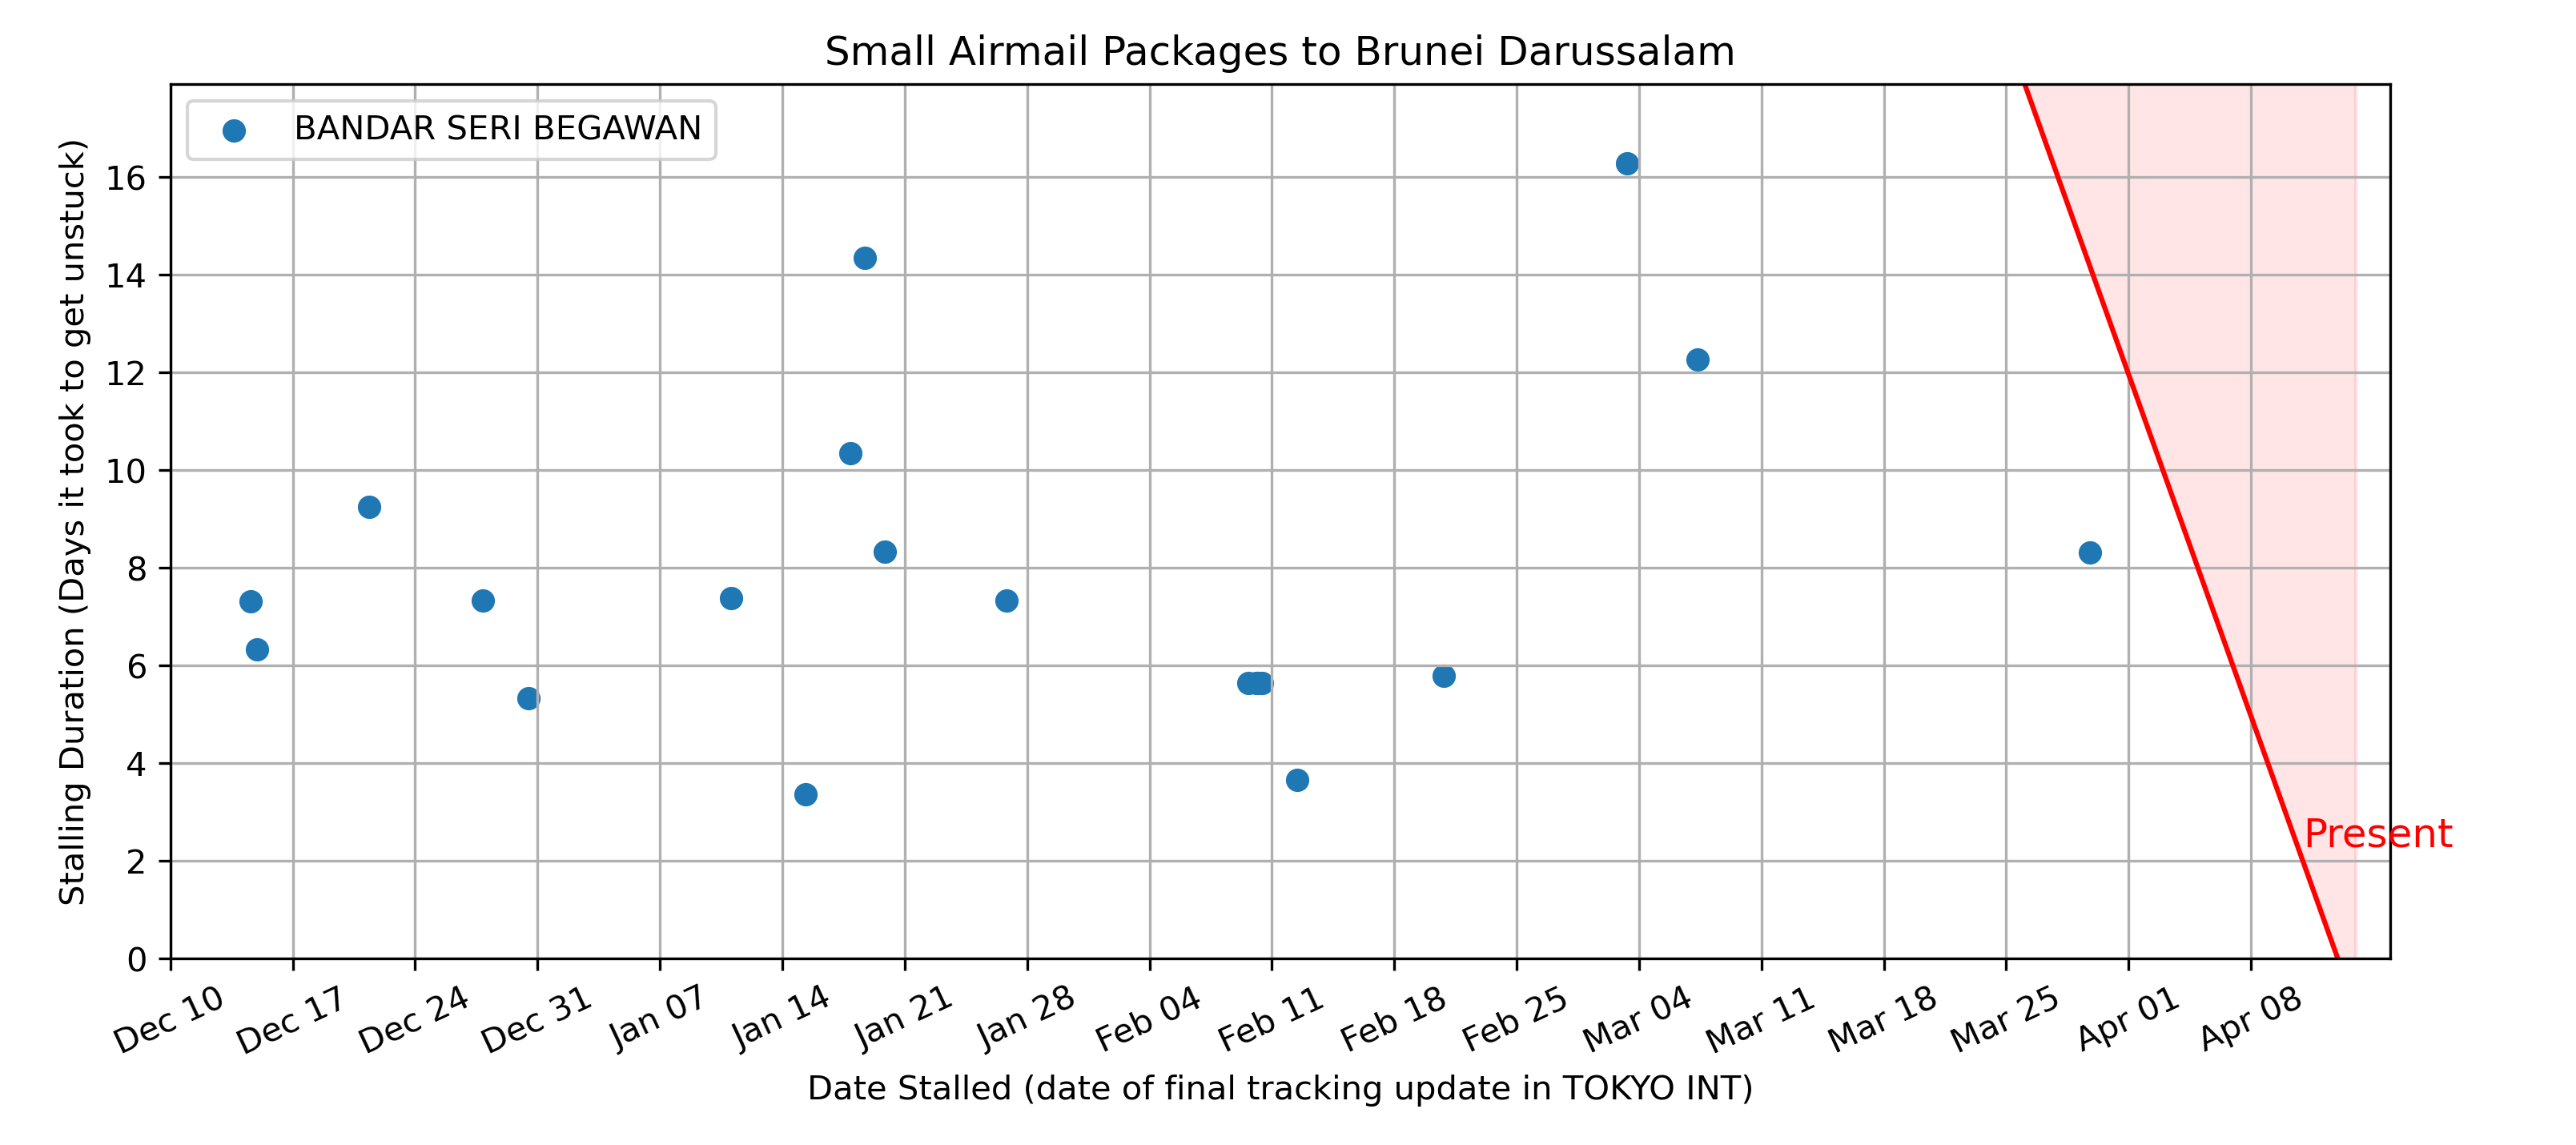 Small Airmail Packages to Brunei Darussalam
BANDAR SERI BEGAWAN
Stalling Duration (Days it took to get unstuck)
16
14
12
10
8
6
4
2
0
Present
Dec 10 Dec 17 Dec 24 Dec 31 Jan 07 Jan 14 Jan 21 Jan 28 Feb 04 Feb 11 Feb 18 Feb 25 Mar 04 Mar 11 Mar 18 Mar 25 Apr 01 Apr 08
Date Stalled (date of final tracking update in TOKYO INT)